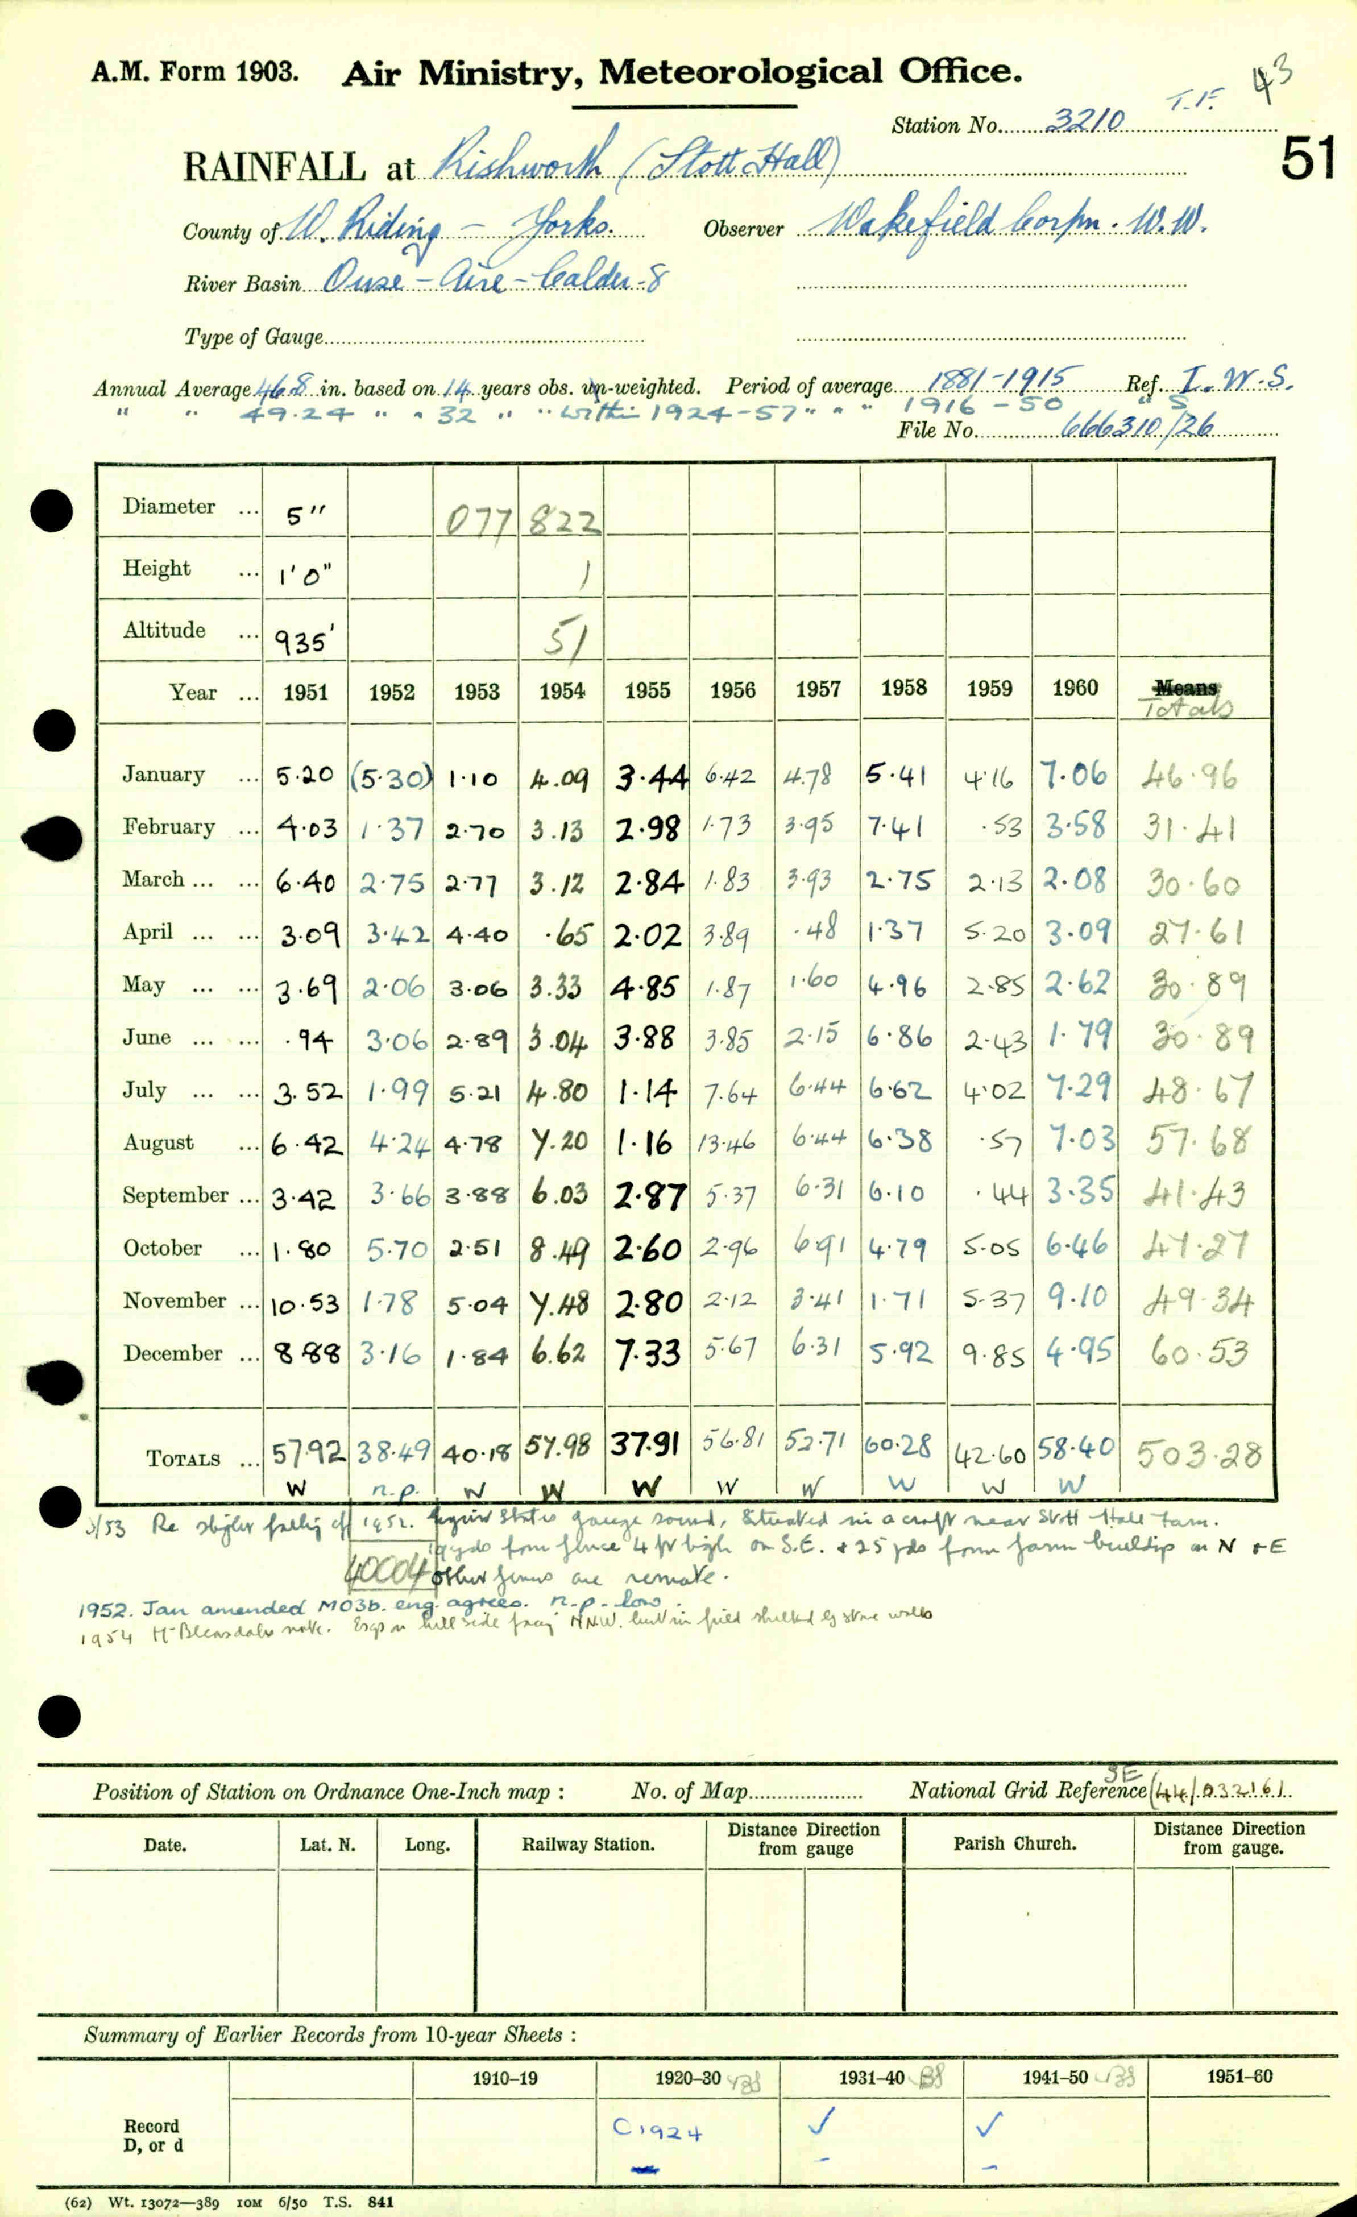 A.M. Form 1903. Air Ministry, Meteorological Office. 43
Station No. 3210 T.F.
51
RAINFALL at Rishworth (Stott Hall)
County of W. Riding – Yorks. Observer Wakefield Corpn. W.W.
River Basin Ouse – Aire – Calder – 8
Type of Gauge
Annual Average 46.8 in. based on 14 years obs. un-weighted. Period of average 1881-1915 Ref. I.W.S.
" " 49.24 " " 32 " " within 1924-57 " " " 1916-50 " S
File No. 666310/26
Diameter ... 5" 077 822
Height ... 1'0" 1
Altitude ... 935' 51
Year ... 1951 1952 1953 1954 1955 1956 1957 1958 1959 1960 Means
Totals
January ... 5.20 (5.30) 1.10 4.09 3.44 6.42 4.78 5.41 4.16 7.06 46.96
February ... 4.03 1.37 2.70 3.13 2.98 1.73 3.95 7.41 .53 3.58 31.41
March ... ... 6.40 2.75 2.77 3.12 2.84 1.83 3.93 2.75 2.13 2.08 30.60
April ... ... 3.09 3.42 4.40 .65 2.02 3.89 .48 1.37 5.20 3.09 27.61
May ... ... 3.69 2.06 3.06 3.33 4.85 1.87 1.60 4.96 2.85 2.62 30.89
June ... ... .94 3.06 2.89 3.04 3.88 3.85 2.15 6.86 2.43 1.79 30.89
July ... ... 3.52 1.99 5.21 4.80 1.14 7.64 6.44 6.62 4.02 7.29 48.67
August ... 6.42 4.24 4.78 7.20 1.16 13.46 6.44 6.38 .57 7.03 57.68
September ... 3.42 3.66 3.88 6.03 2.87 5.37 6.31 6.10 .44 3.35 41.43
October ... 1.80 5.70 2.51 8.49 2.60 2.96 6.91 4.79 5.05 6.46 47.27
November ... 10.53 1.78 5.04 7.48 2.80 2.12 3.41 1.71 5.37 9.10 49.34
December ... 8.88 3.16 1.84 6.62 7.33 5.67 6.31 5.92 9.85 4.95 60.53
TOTALS ... 57.92 38.49 40.18 57.98 37.91 56.81 52.71 60.28 42.60 58.40 503.28
W n.p. W W W W W W W W
3/53 Re slight falling off 1952. gauge sound, situated in a croft near Stott Hall Farm.
19 yds from fence 4 ft high on S.E. + 25 yds from farm buildings on N + E
40004 other are remote.
1952. Jan amended MO3b. eng. agrees. n.p. low.
1954 Mr Bleasdales note. Exp on hill side facing NNW. but in field sheltered by stone walls
Position of Station on Ordnance One-Inch map : No. of Map National Grid Reference SE (44) 032161
Date. Lat. N. Long. Railway Station. Distance from gauge Direction Parish Church. Distance from gauge. Direction
Summary of Earlier Records from 10-year Sheets :
1910–19 1920–30 1931–40 1941–50 1951–60
Record C1924 ✓ ✓
D, or d – – –
(62) Wt. 13072—389 10M 6/50 T.S. 841